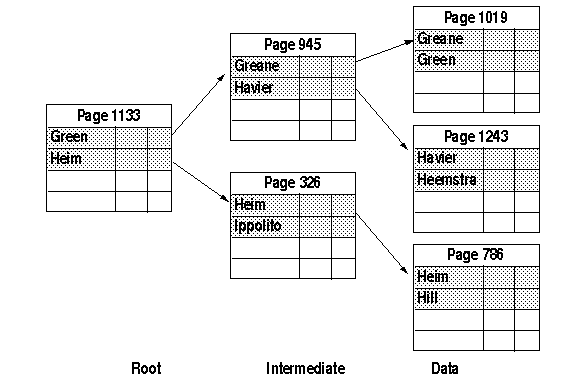 Page 1133
Green
Heim
Page 945
Greane
Havier
Page 326
Heim
Ippolito
Page 1019
Greane
Green
Page 1243
Havier
Heemstra
Page 786
Heim
Hill
Root
Intermediate
Data